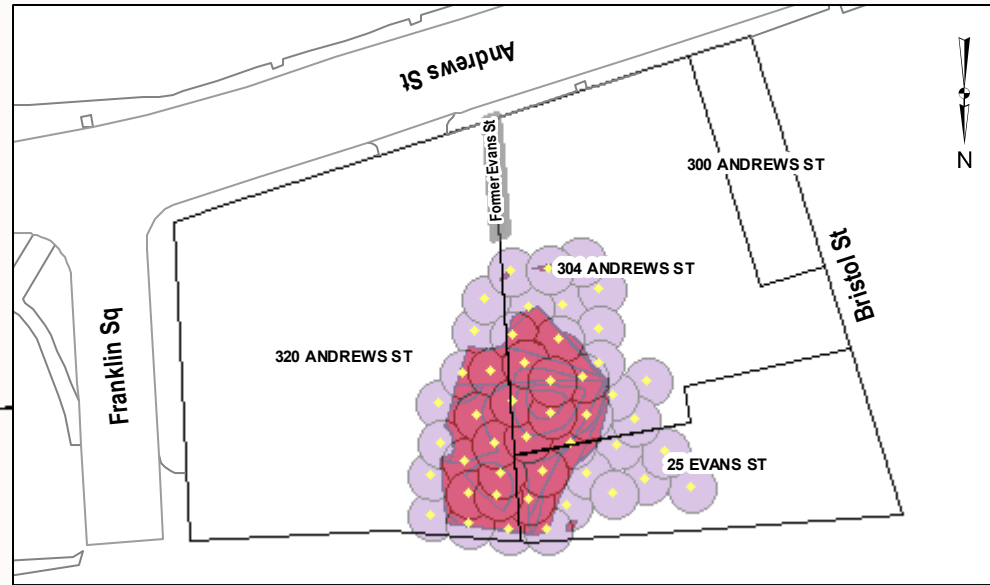 Andrews St
Former Evans St
300 ANDREWS ST
N
304 ANDREWS ST
Bristol St
320 ANDREWS ST
Franklin Sq
25 EVANS ST